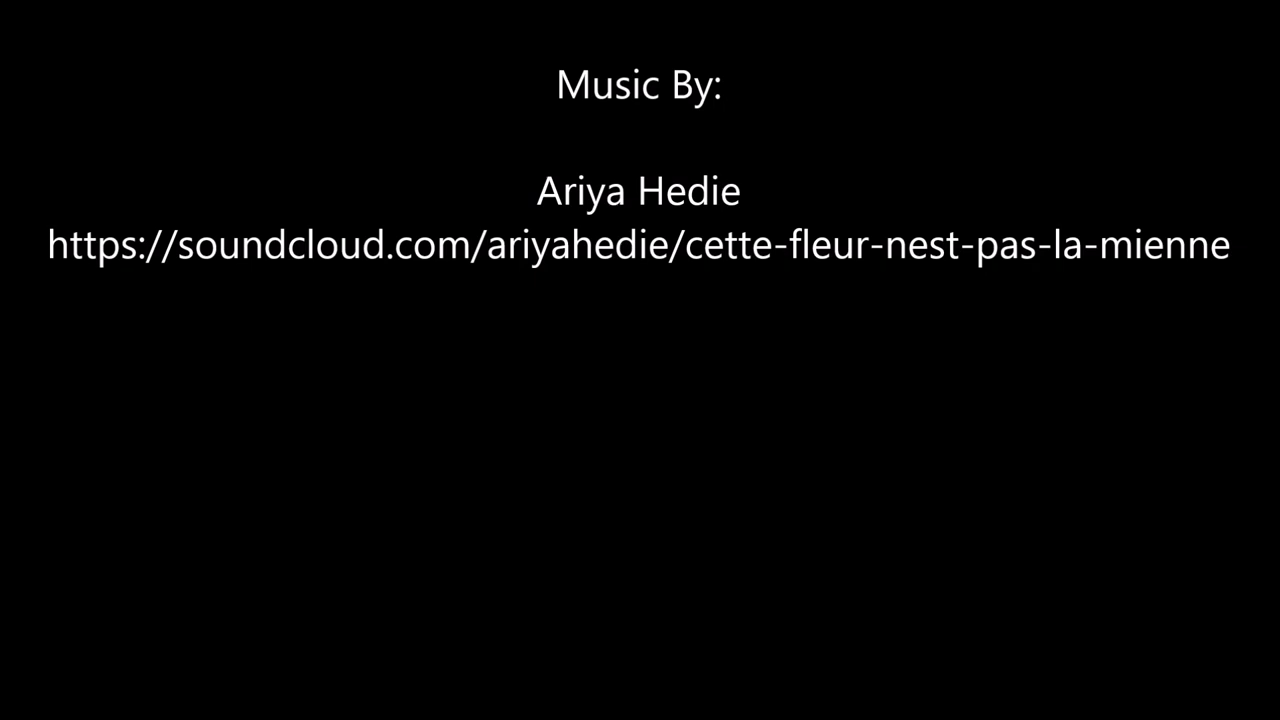 Music By:
Ariya Hedie
https://soundcloud.com/ariyahedie/cette-fleur-nest-pas-la-mienne